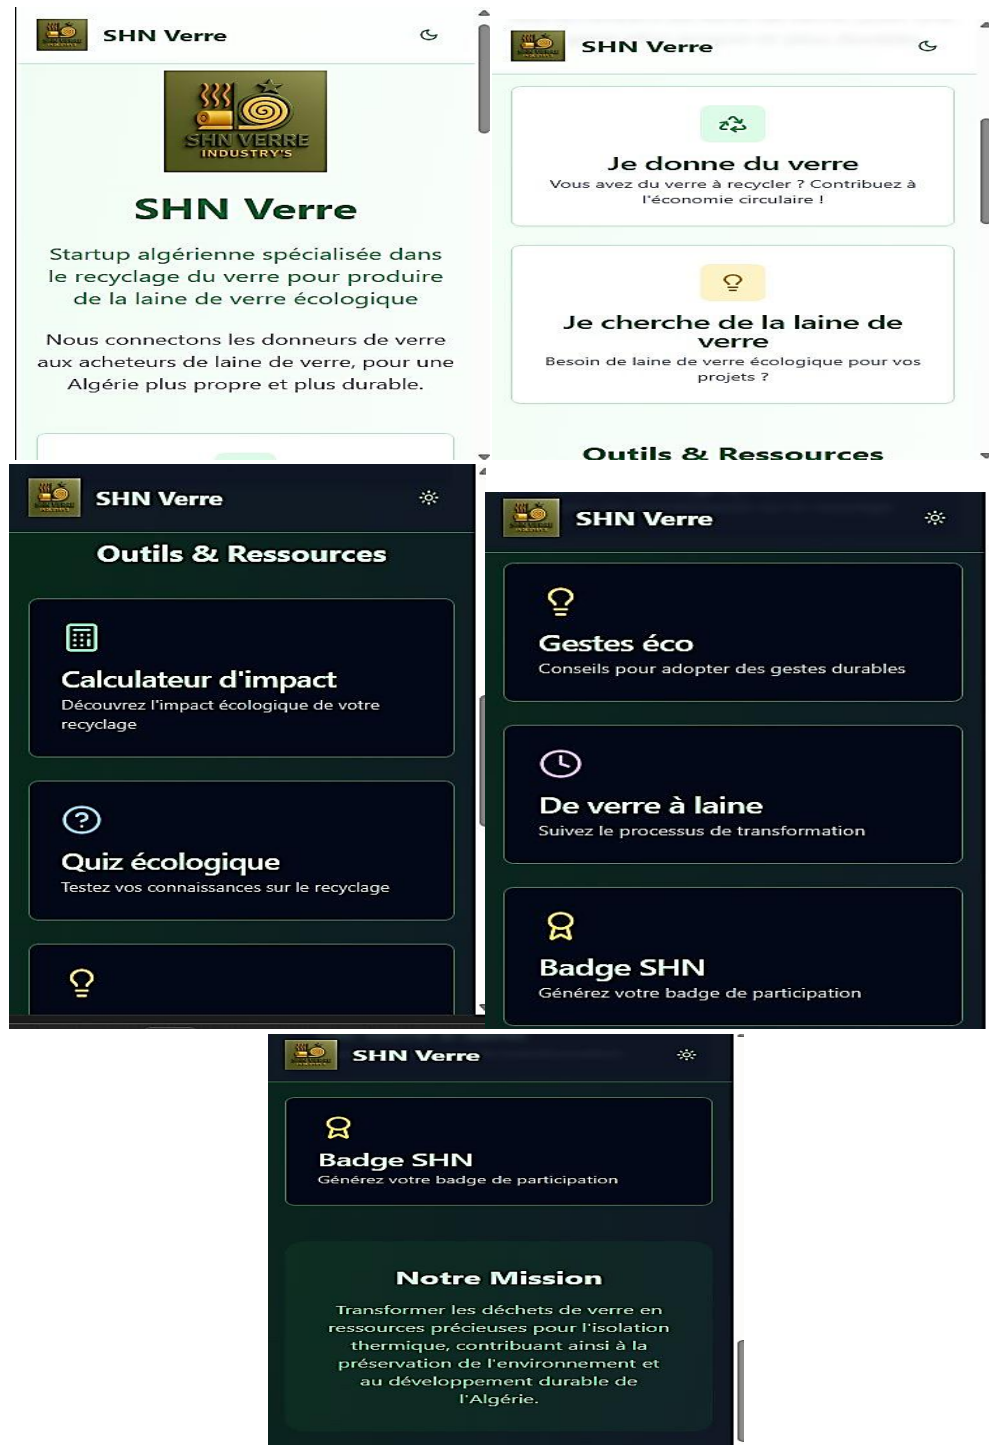 SHN Verre
SHN VERRE
INDUSTRY'S
SHN Verre
Startup algérienne spécialisée dans
le recyclage du verre pour produire
de la laine de verre écologique
Nous connectons les donneurs de verre
aux acheteurs de laine de verre, pour une
Algérie plus propre et plus durable.
SHN Verre
Je donne du verre
Vous avez du verre à recycler ? Contribuez à
l'économie circulaire !
Je cherche de la laine de
verre
Besoin de laine de verre écologique pour vos
projets ?
Outils & Ressources
SHN Verre
Outils & Ressources
Calculateur d'impact
Découvrez l'impact écologique de votre
recyclage
Quiz écologique
Testez vos connaissances sur le recyclage
SHN Verre
Gestes éco
Conseils pour adopter des gestes durables
De verre à laine
Suivez le processus de transformation
Badge SHN
Générez votre badge de participation
SHN Verre
Badge SHN
Générez votre badge de participation
Notre Mission
Transformer les déchets de verre en
ressources précieuses pour l'isolation
thermique, contribuant ainsi à la
préservation de l'environnement et
au développement durable de
l'Algérie.